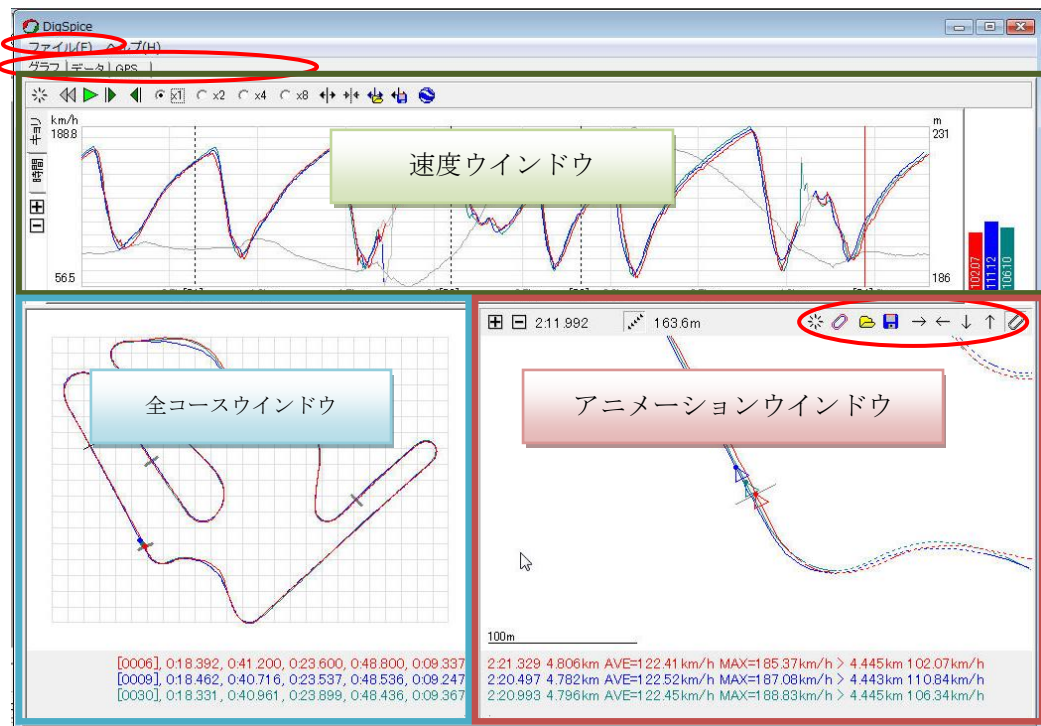 DigSpice
ファイル(F) ヘルプ(H)
グラフ データ GPS
x1 x2 x4 x8
キョリ
時間
km/h
188.8
56.5
速度ウインドウ
m
231
186
102.07
111.12
106.10
全コースウインドウ
[0006], 0:18.392, 0:41.200, 0:23.600, 0:48.800, 0:09.337
[0009], 0:18.462, 0:40.716, 0:23.537, 0:48.536, 0:09.247
[0030], 0:18.331, 0:40.961, 0:23.899, 0:48.436, 0:09.367
2:11.992 163.6m
アニメーションウインドウ
100m
2:21.329 4.806km AVE=122.41km/h MAX=185.37km/h > 4.445km 102.07km/h
2:20.497 4.782km AVE=122.52km/h MAX=187.08km/h > 4.443km 110.84km/h
2:20.993 4.796km AVE=122.45km/h MAX=188.83km/h > 4.445km 106.34km/h